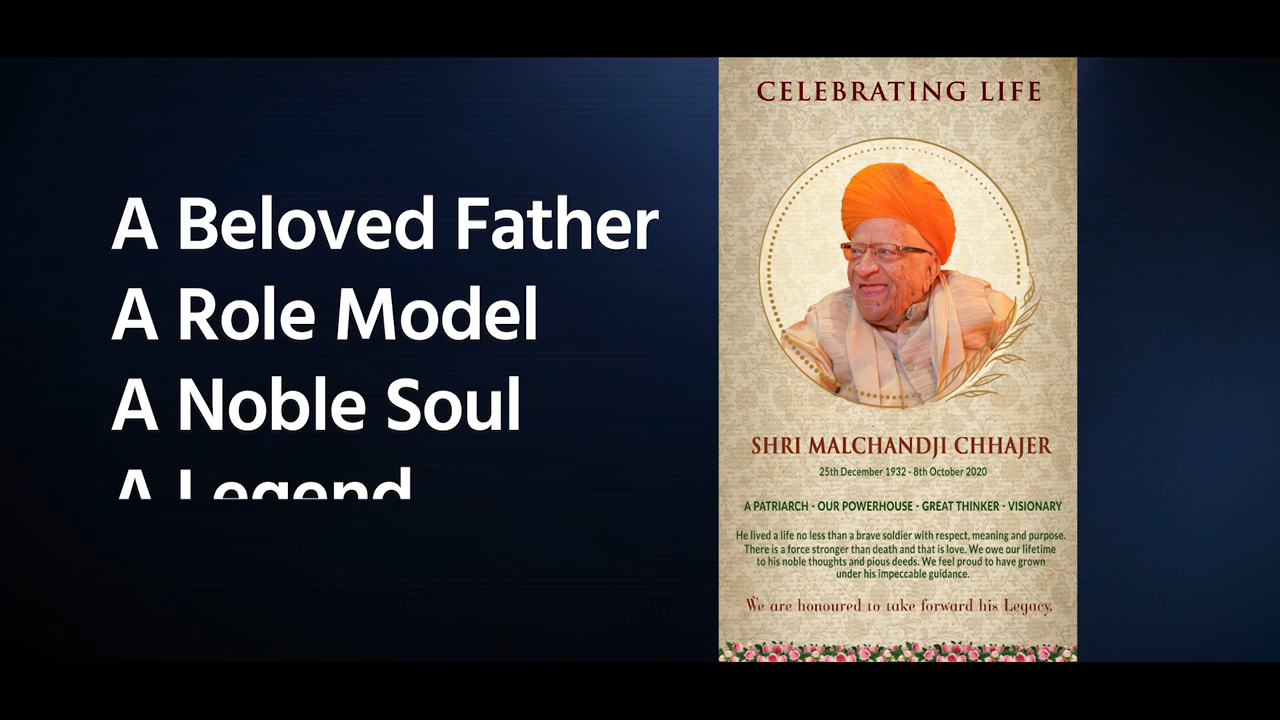 A Beloved Father
A Role Model
A Noble Soul
A Legend
CELEBRATING LIFE
SHRI MALCHANDJI CHHAJER
25th December 1932 - 8th October 2020
A PATRIARCH - OUR POWERHOUSE - GREAT THINKER - VISIONARY
He lived a life no less than a brave soldier with respect, meaning and purpose.
There is a force stronger than death and that is love. We owe our lifetime
to his noble thoughts and pious deeds. We feel proud to have grown
under his impeccable guidance.
We are honoured to take forward his Legacy.